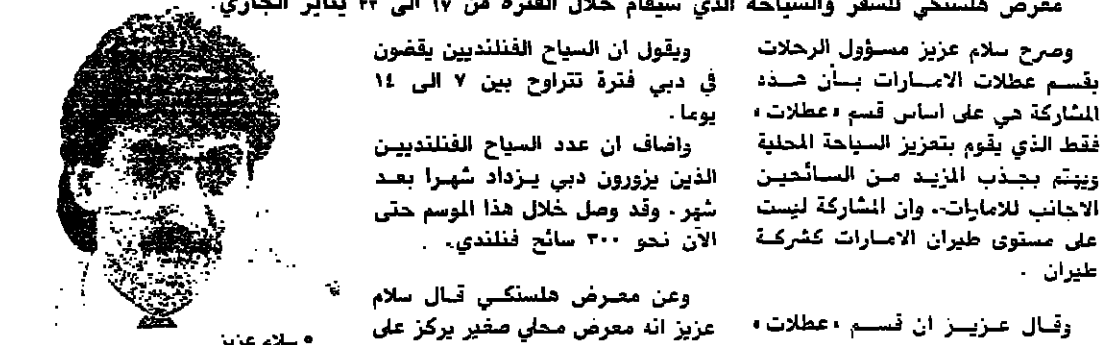 معرض هلسنكي للسفر والسياحة الذي سيقام خلال الفترة من ١٧ الى ٢٣ يناير الجاري.
وصرح سلام عزيز مسؤول الرحلات
بقسم عطلات الامارات بأن هذه
المشاركة هي على أساس قسم «عطلات»
فقط الذي يقوم بتعزيز السياحة المحلية
ويهتم بجذب المزيد من السائحين
الاجانب للامارات. وان المشاركة ليست
على مستوى طيران الامارات كشركة
طيران .
وقال عزيز ان قسم «عطلات»
ويقول ان السياح الفنلنديين يقضون
في دبي فترة تتراوح بين ٧ الى ١٤
يوما .
واضاف ان عدد السياح الفنلنديين
الذين يزورون دبي يزداد شهرا بعد
شهر . وقد وصل خلال هذا الموسم حتى
الآن نحو ٣٠٠ سائح فنلندي .
وعن معرض هلسنكي قال سلام
عزيز انه معرض محلي صغير يركز على
• سلام عزيز